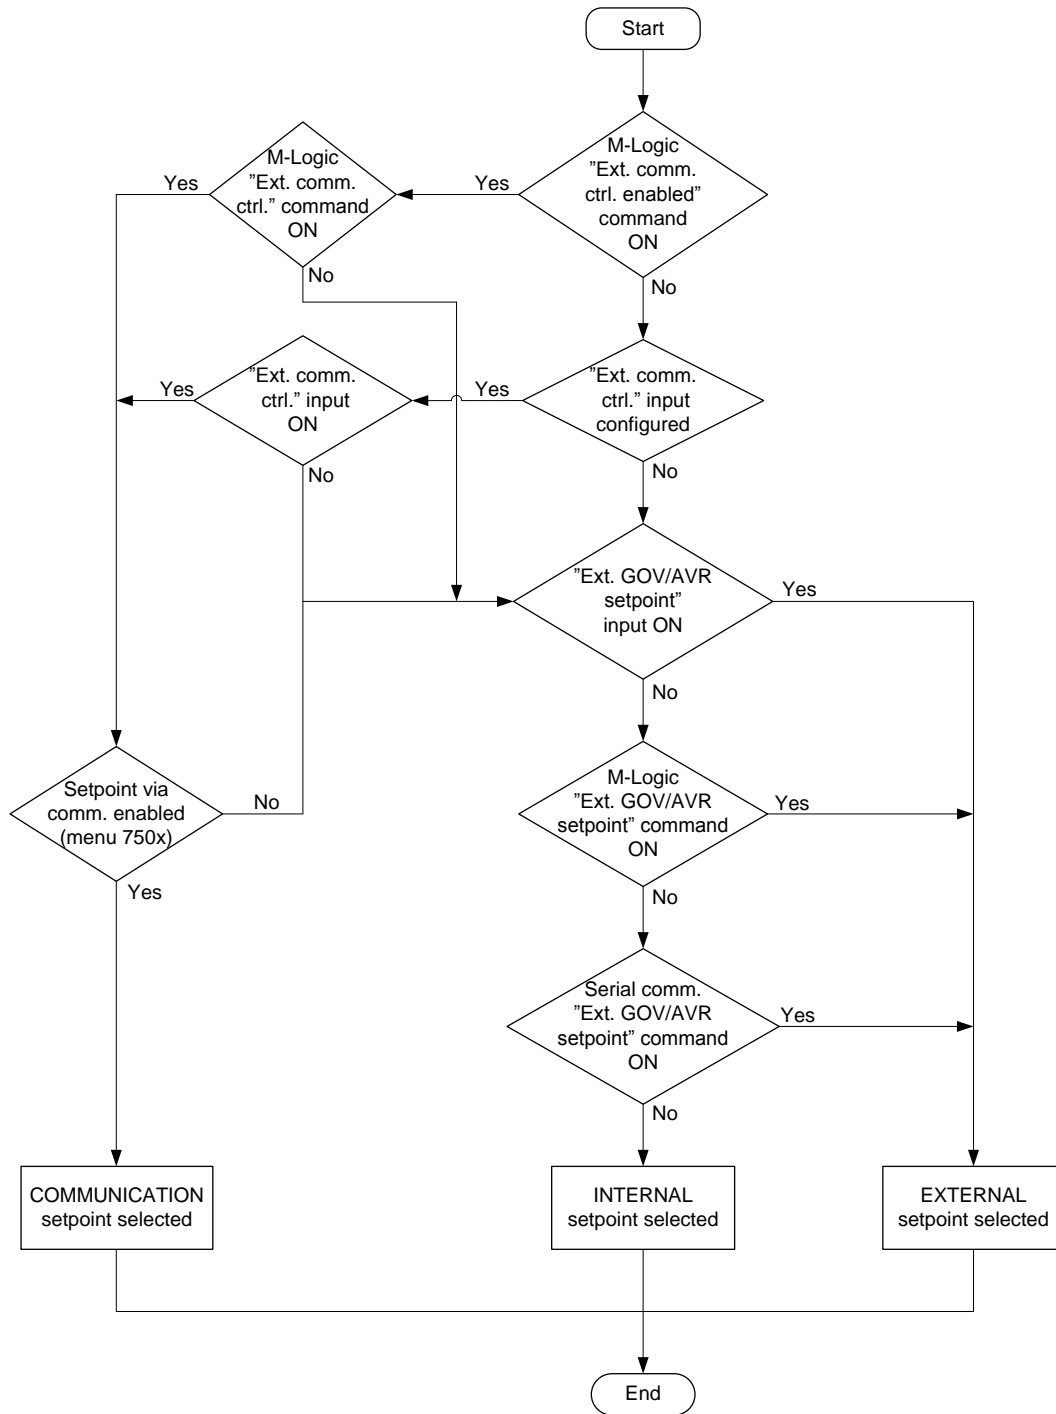 Start
M-Logic
”Ext. comm.
ctrl. enabled”
command
ON
Yes
No
M-Logic
”Ext. comm.
ctrl.” command
ON
Yes
No
”Ext. comm.
ctrl.” input
configured
Yes
No
”Ext. comm.
ctrl.” input
ON
Yes
No
”Ext. GOV/AVR
setpoint”
input ON
Yes
No
Setpoint via
comm. enabled
(menu 750x)
No
Yes
M-Logic
”Ext. GOV/AVR
setpoint” command
ON
Yes
No
Serial comm.
”Ext. GOV/AVR
setpoint” command
ON
Yes
No
COMMUNICATION
setpoint selected
INTERNAL
setpoint selected
EXTERNAL
setpoint selected
End